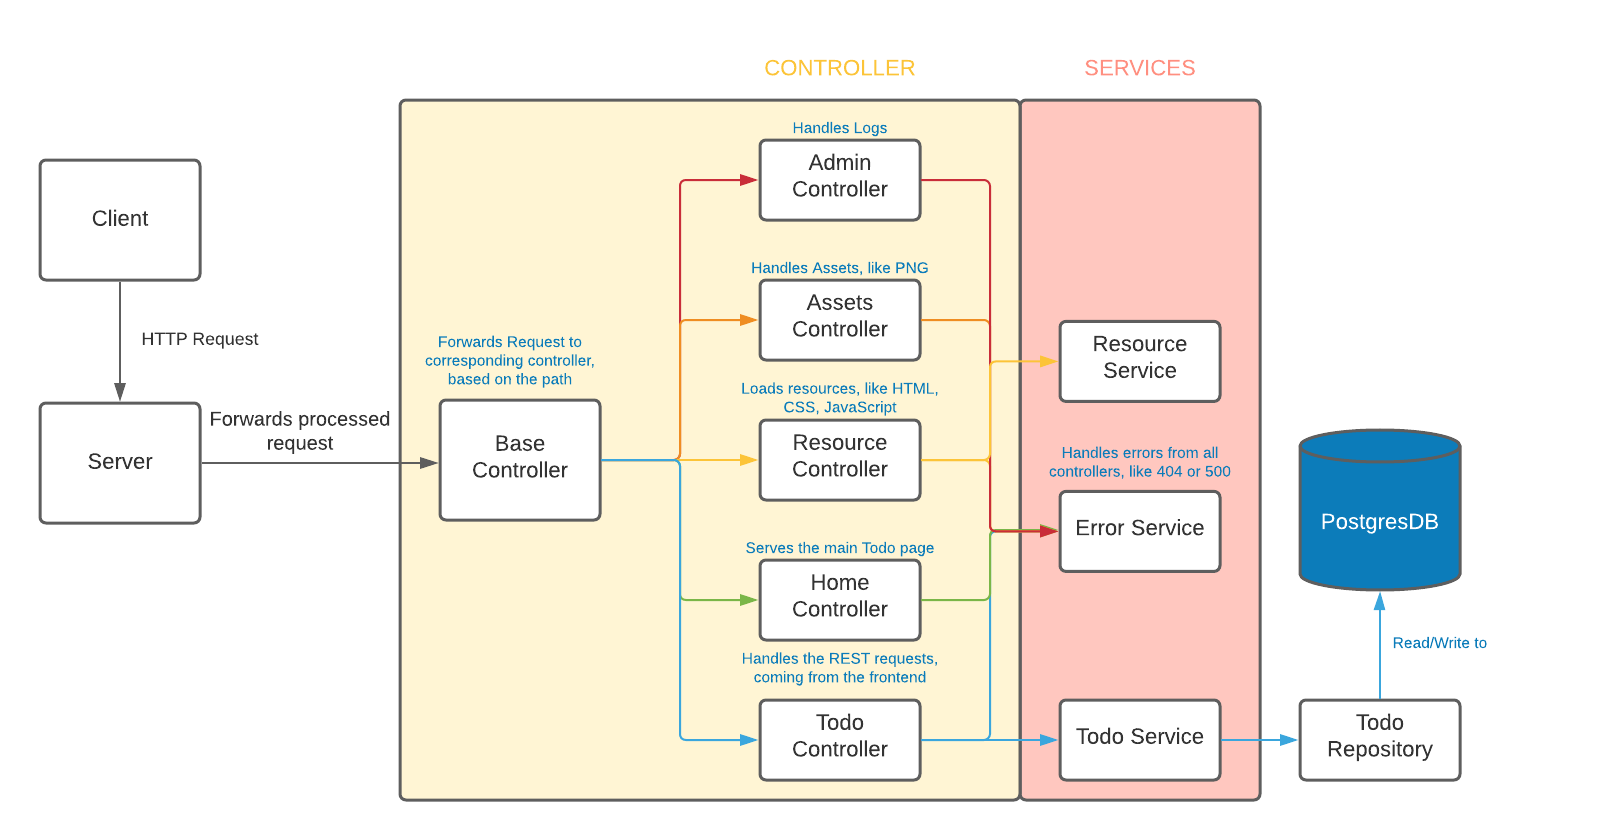 CONTROLLER
SERVICES
Client
HTTP Request
Server
Forwards processed
request
Forwards Request to
corresponding controller,
based on the path
Base
Controller
Handles Logs
Admin
Controller
Handles Assets, like PNG
Assets
Controller
Loads resources, like HTML,
CSS, JavaScript
Resource
Controller
Serves the main Todo page
Home
Controller
Handles the REST requests,
coming from the frontend
Todo
Controller
Resource
Service
Handles errors from all
controllers, like 404 or 500
Error Service
Todo Service
PostgresDB
Read/Write to
Todo
Repository